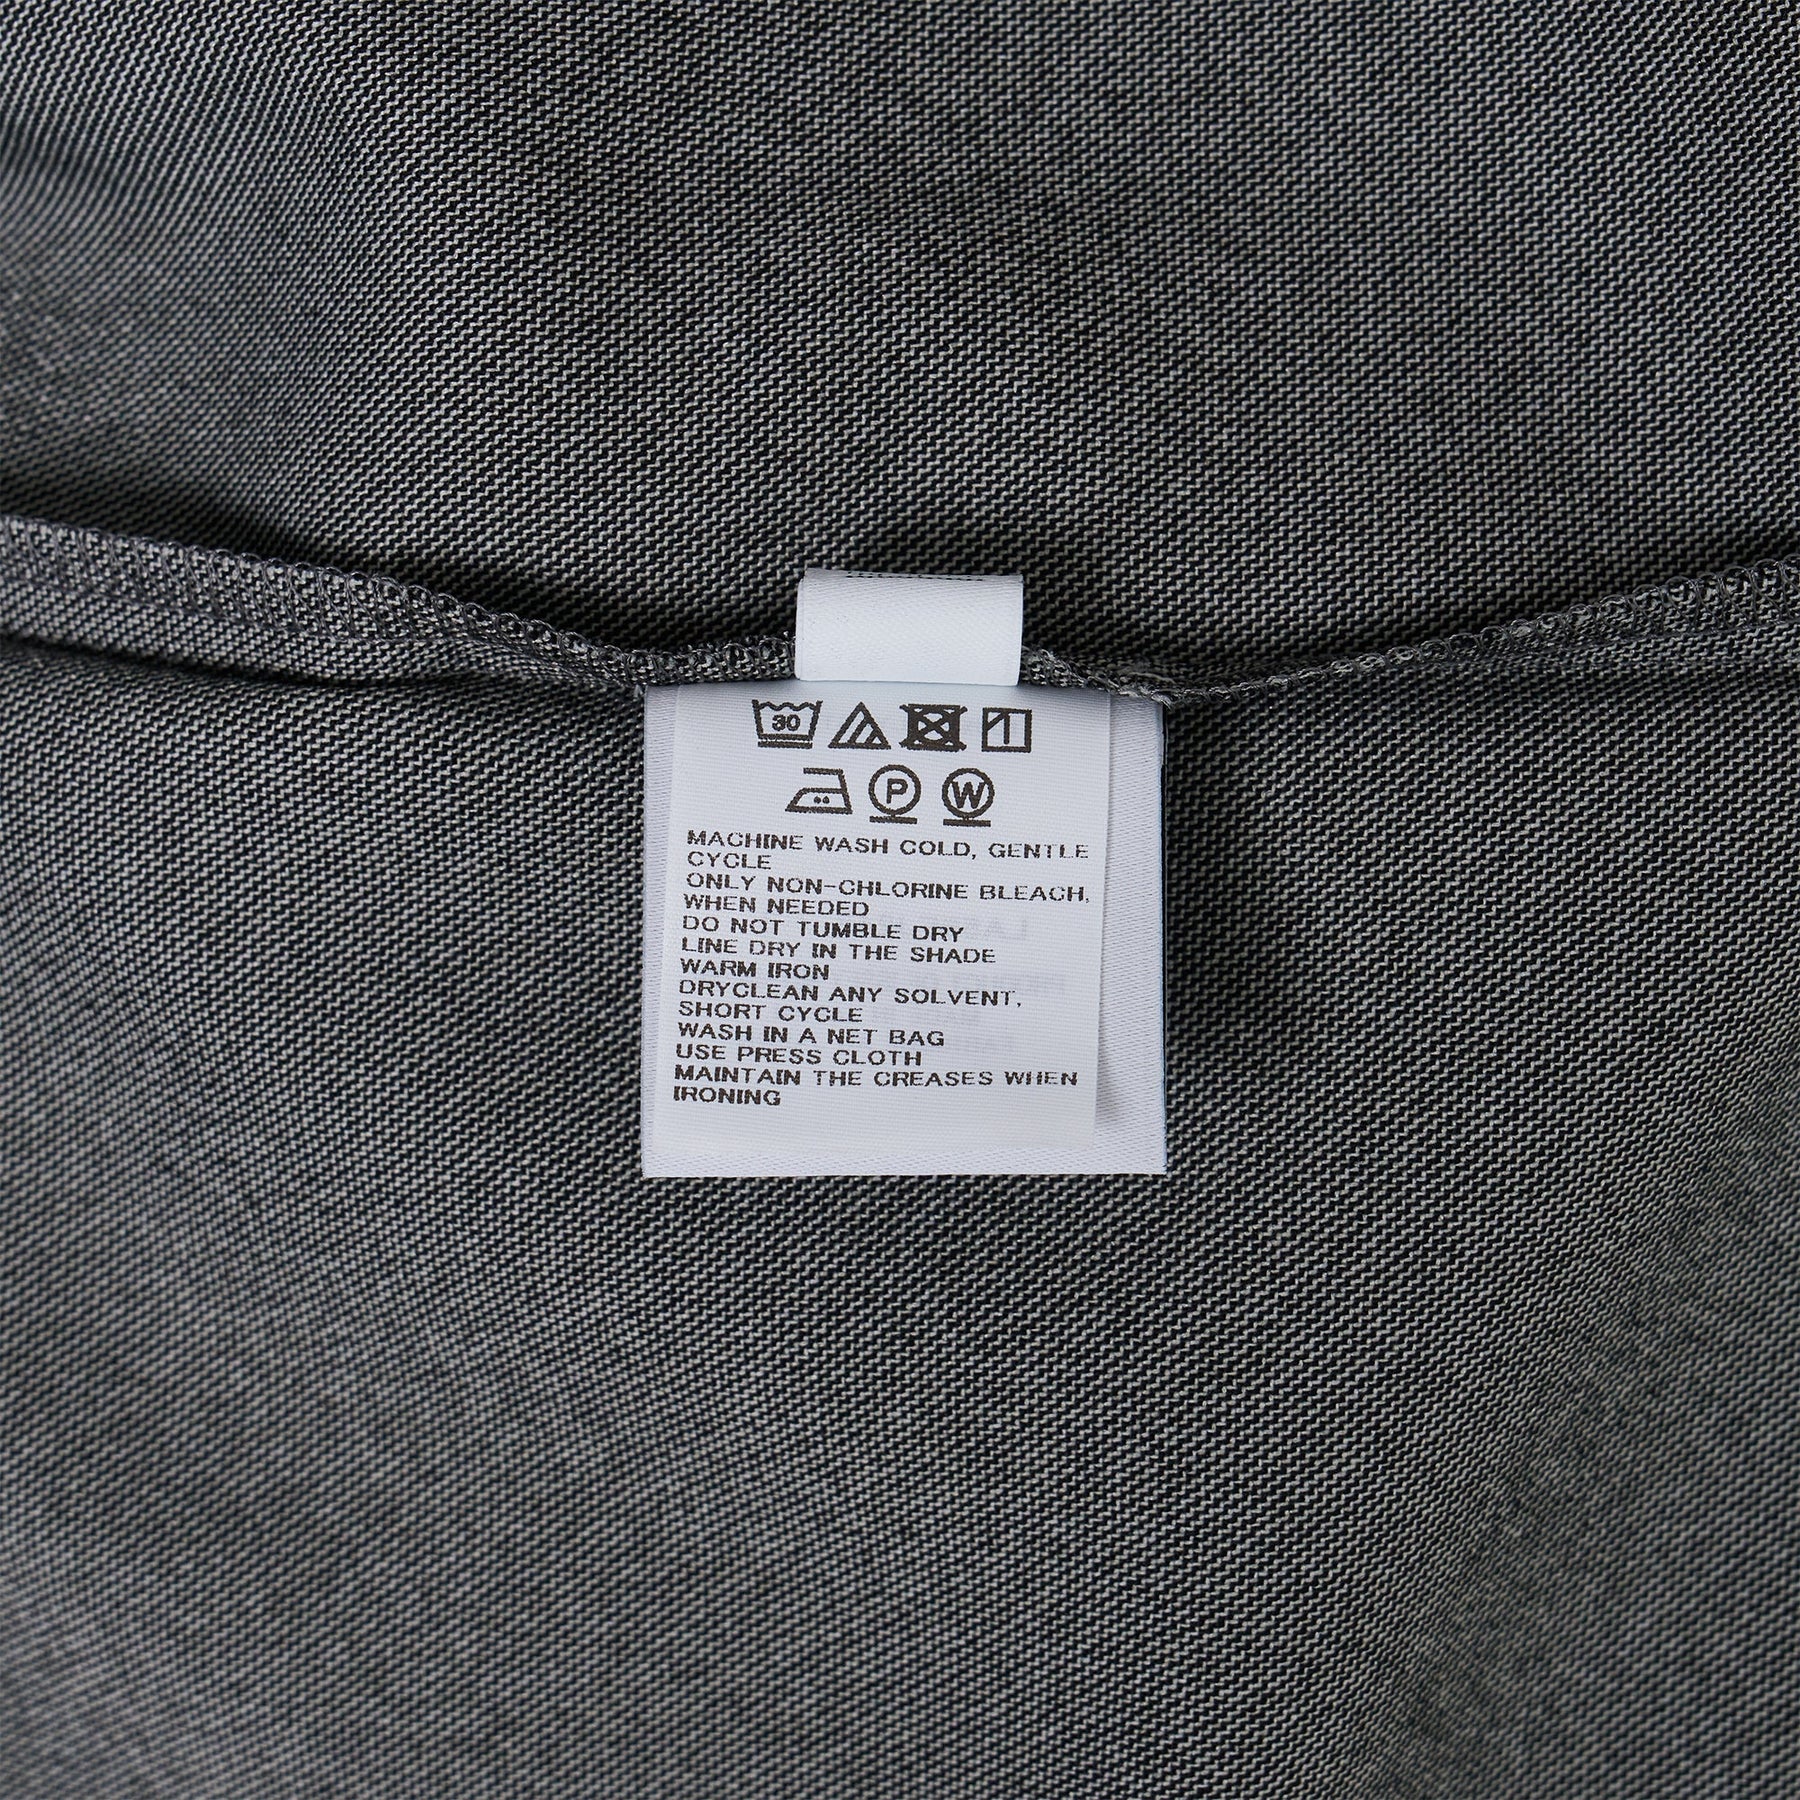 30
P W
MACHINE WASH COLD, GENTLE
CYCLE
ONLY NON-CHLORINE BLEACH,
WHEN NEEDED
DO NOT TUMBLE DRY
LINE DRY IN THE SHADE
WARM IRON
DRYCLEAN ANY SOLVENT,
SHORT CYCLE
WASH IN A NET BAG
USE PRESS CLOTH
MAINTAIN THE CREASES WHEN
IRONING